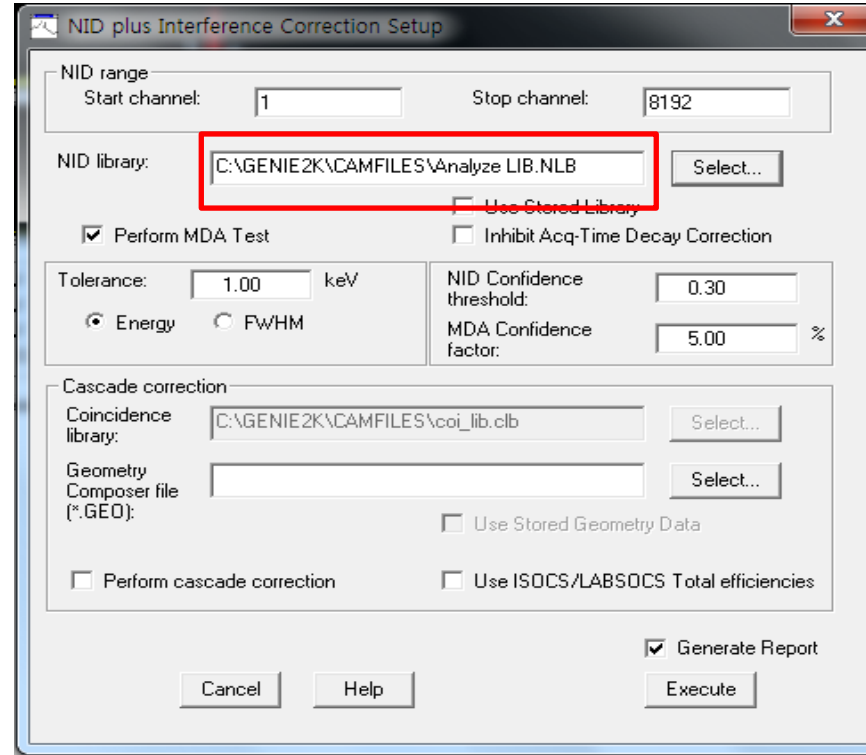 NID plus Interference Correction Setup
NID range
Start channel: 1 Stop channel: 8192
NID library: C:\GENIE2K\CAMFILES\Analyze LIB.NLB Select...
Use Stored Library
Perform MDA Test Inhibit Acq-Time Decay Correction
Tolerance: 1.00 keV
Energy FWHM
NID Confidence
threshold: 0.30
MDA Confidence
factor: 5.00 %
Cascade correction
Coincidence
library: C:\GENIE2K\CAMFILES\coi_lib.clb Select...
Geometry
Composer file
(*.GEO): Select...
Use Stored Geometry Data
Perform cascade correction Use ISOCS/LABSOCS Total efficiencies
Generate Report
Cancel Help Execute